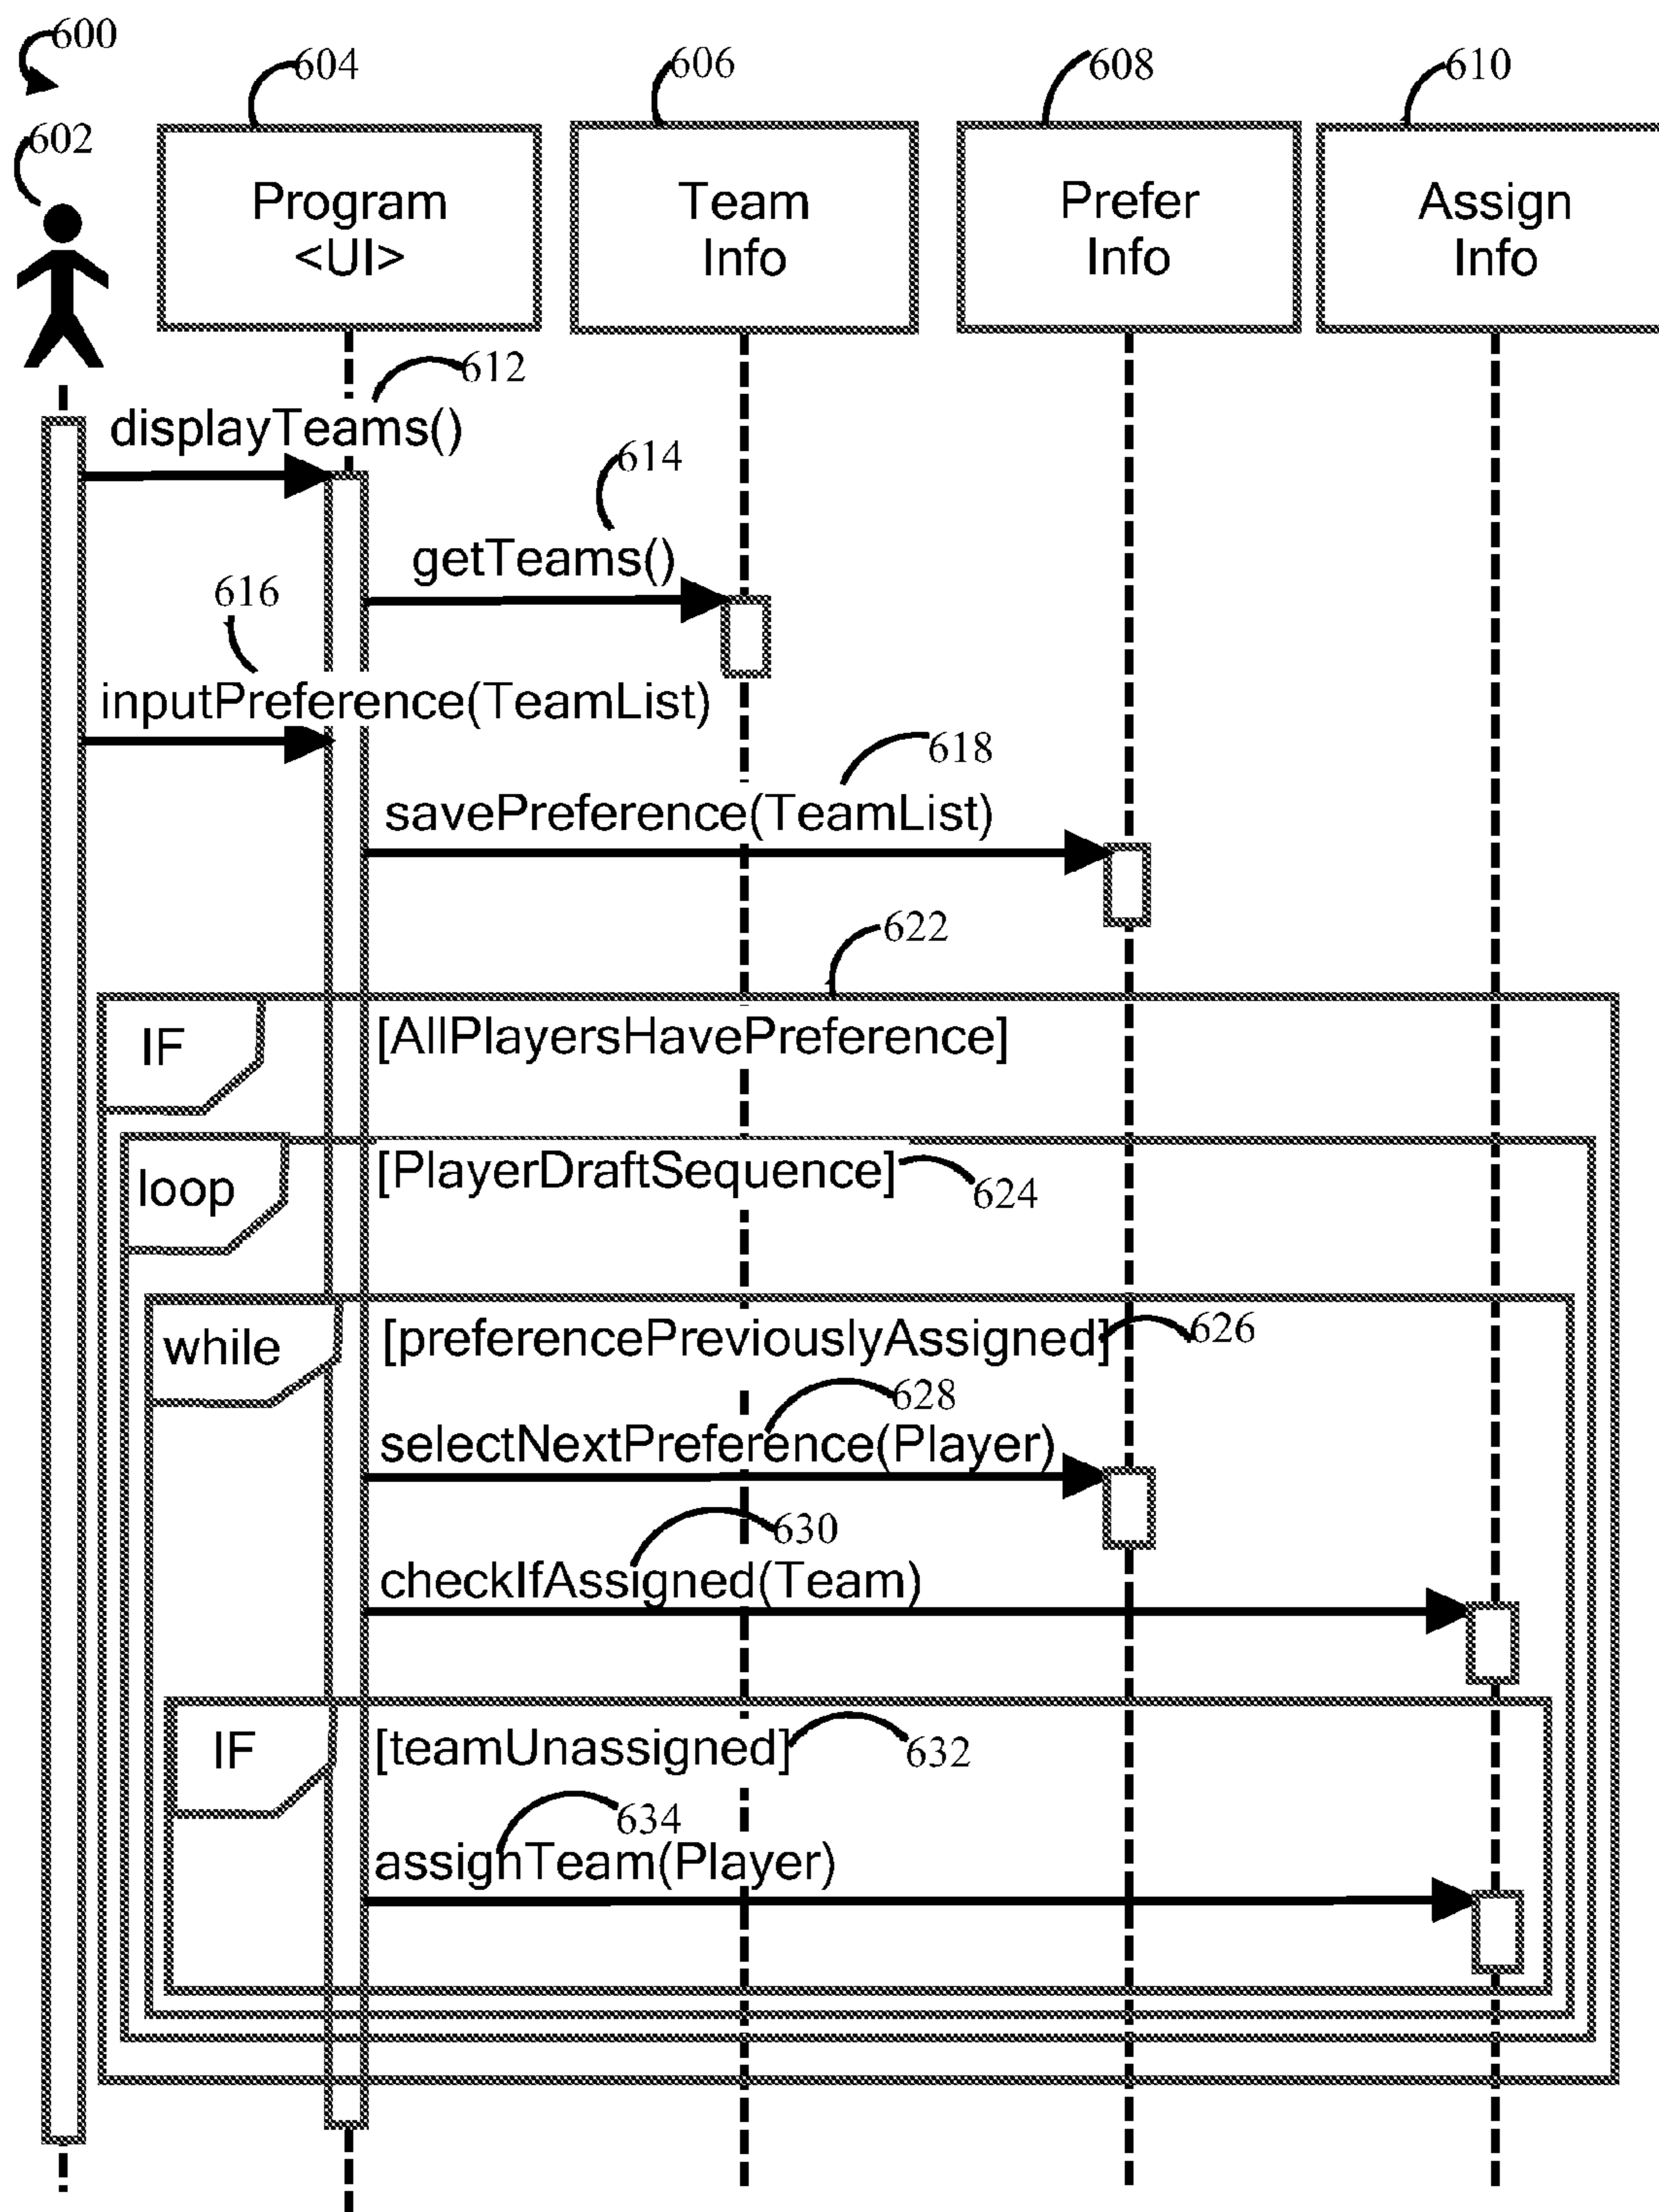 600
602
604
606
608
610
Program
<UI>
Team
Info
Prefer
Info
Assign
Info
612
displayTeams()
614
getTeams()
616
inputPreference(TeamList)
618
savePreference(TeamList)
622
IF
[AllPlayersHavePreference]
loop
[PlayerDraftSequence]
624
while
[preferencePreviouslyAssigned]
626
628
selectNextPreference(Player)
630
checkIfAssigned(Team)
IF
[teamUnassigned]
632
634
assignTeam(Player)